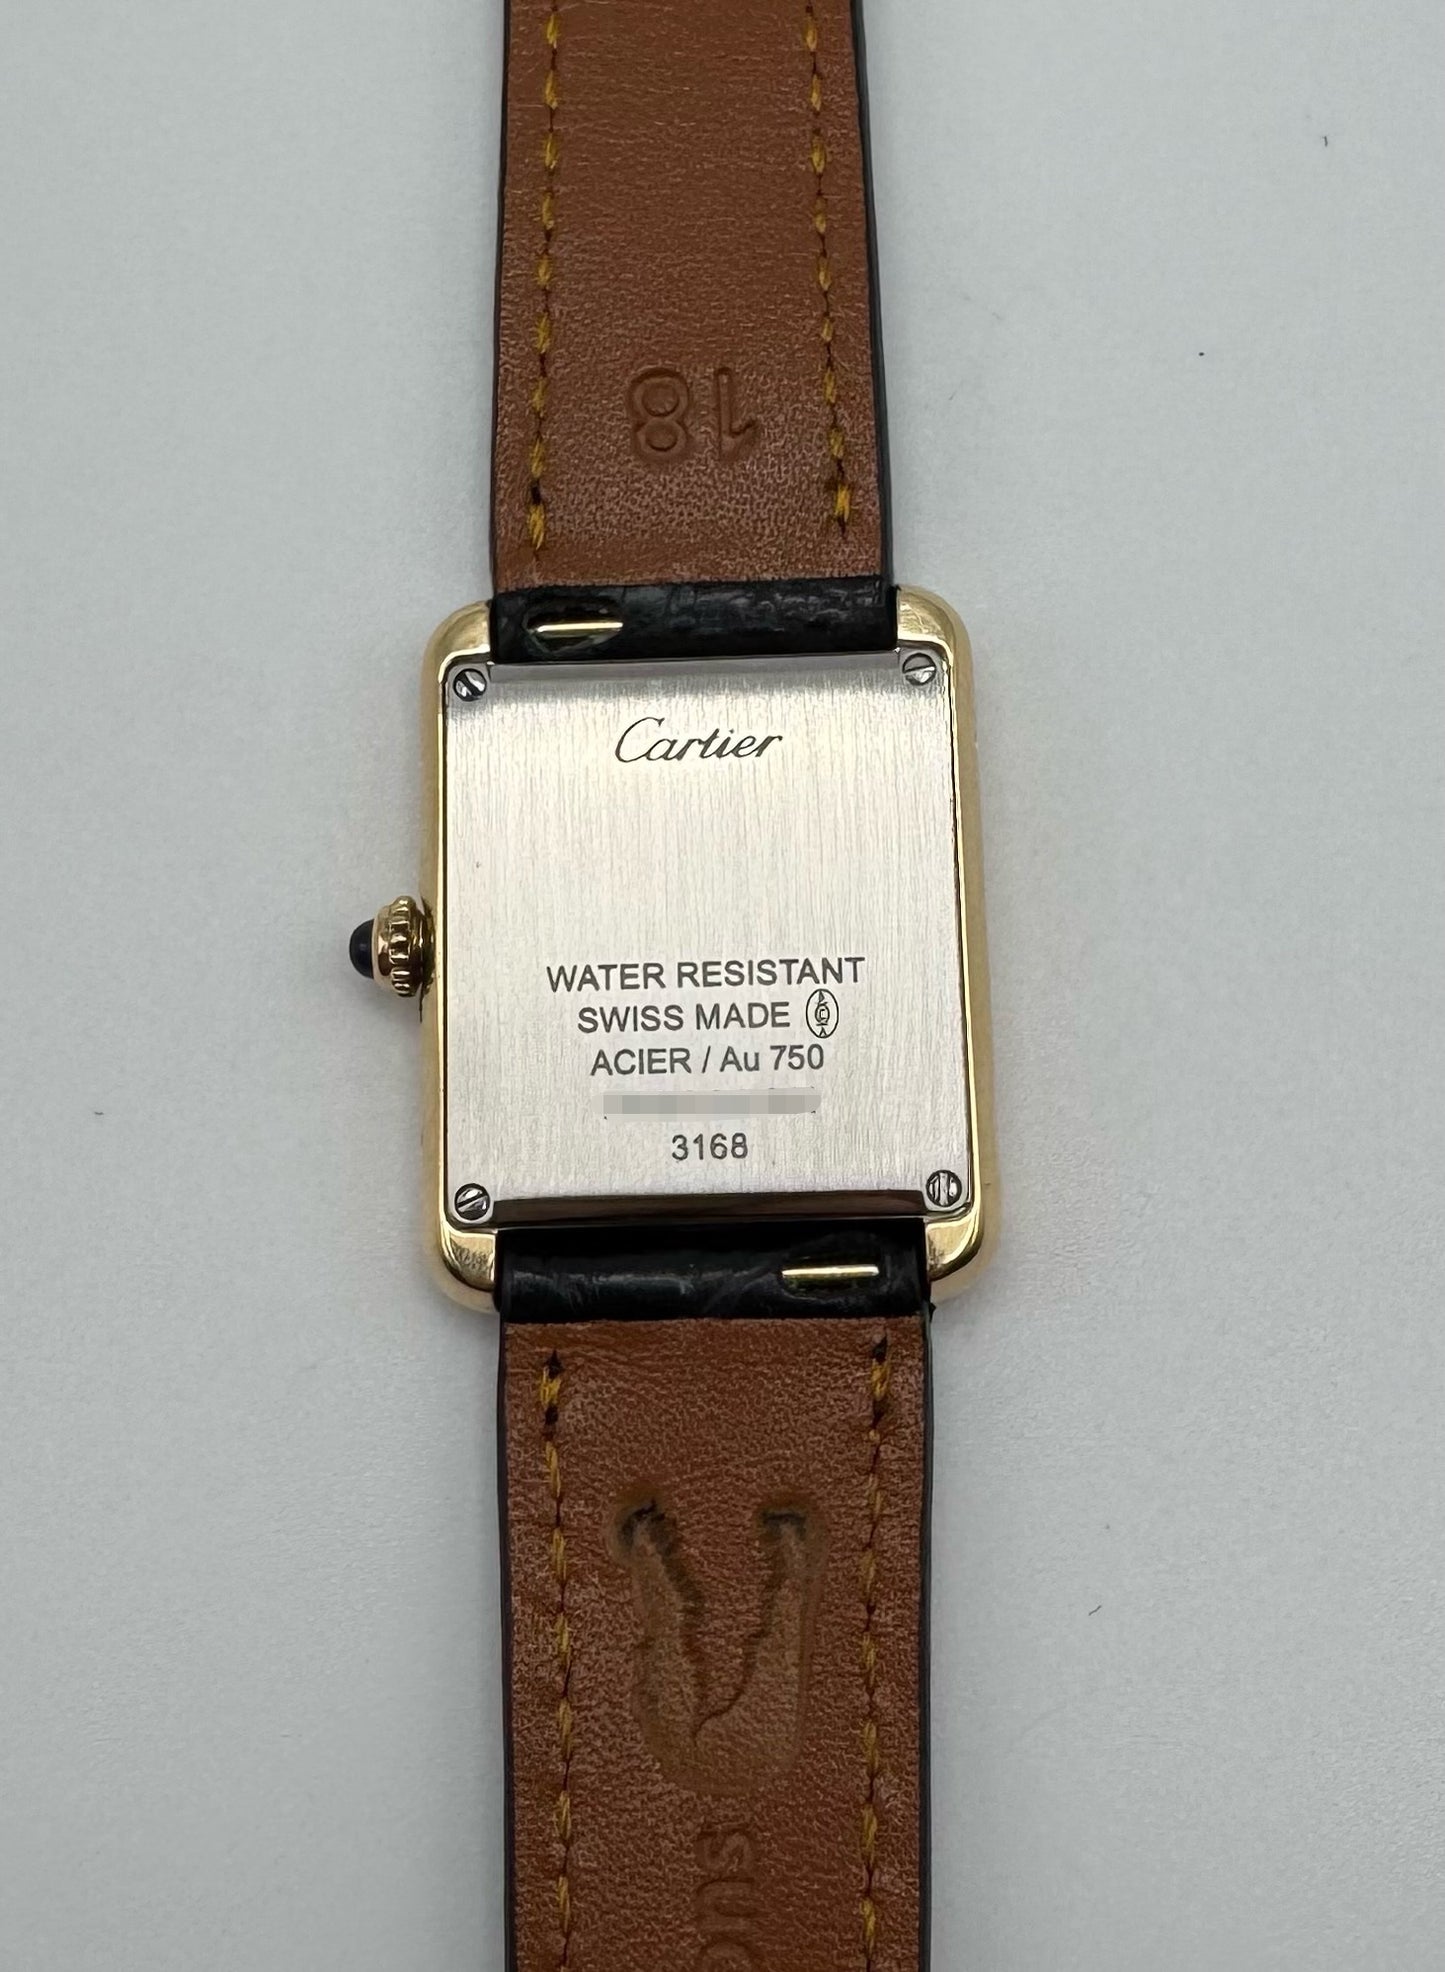 18
Cartier
WATER RESISTANT
SWISS MADE
ACIER / Au 750
3168